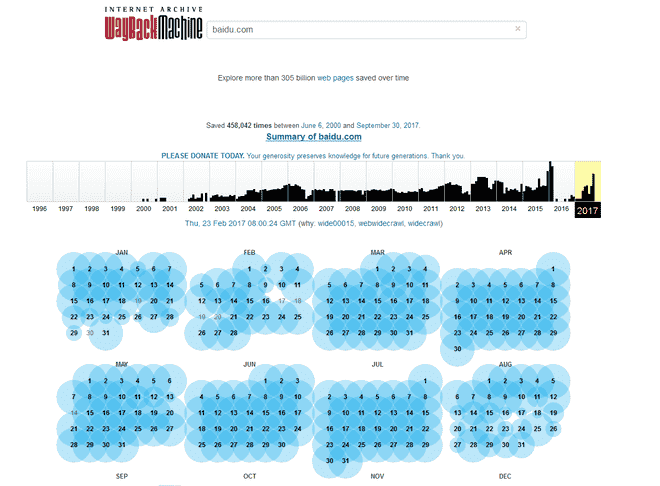 INTERNET ARCHIVE
WayBackMachine
baidu.com
×
Explore more than 305 billion web pages saved over time
Saved 458,042 times between June 6, 2000 and September 30, 2017.
Summary of baidu.com
PLEASE DONATE TODAY. Your generosity preserves knowledge for future generations. Thank you.
1996 1997 1998 1999 2000 2001 2002 2003 2004 2005 2006 2007 2008 2009 2010 2011 2012 2013 2014 2015 2016 2017
Thu, 23 Feb 2017 08:00:24 GMT (why: wide00015, webwidecrawl, widecrawl)
JAN FEB MAR APR
1 2 3 4 5 6 7 1 2 3 4 1 2 3 4 1
8 9 10 11 12 13 14 5 6 7 8 9 10 11 5 6 7 8 9 10 11 2 3 4 5 6 7 8
15 16 17 18 19 20 21 12 13 14 15 16 17 18 12 13 14 15 16 17 18 9 10 11 12 13 14 15
22 23 24 25 26 27 28 19 20 21 22 23 24 25 19 20 21 22 23 24 25 16 17 18 19 20 21 22
29 30 31 26 27 28 26 27 28 29 30 31 23 24 25 26 27 28 29
30
MAY JUN JUL AUG
1 2 3 4 5 6 1 2 3 1 1 2 3 4 5
7 8 9 10 11 12 13 4 5 6 7 8 9 10 2 3 4 5 6 7 8 6 7 8 9 10 11 12
14 15 16 17 18 19 20 11 12 13 14 15 16 17 9 10 11 12 13 14 15 13 14 15 16 17 18 19
21 22 23 24 25 26 27 18 19 20 21 22 23 24 16 17 18 19 20 21 22 20 21 22 23 24 25 26
28 29 30 31 25 26 27 28 29 30 23 24 25 26 27 28 29 27 28 29 30 31
30 31
SEP OCT NOV DEC